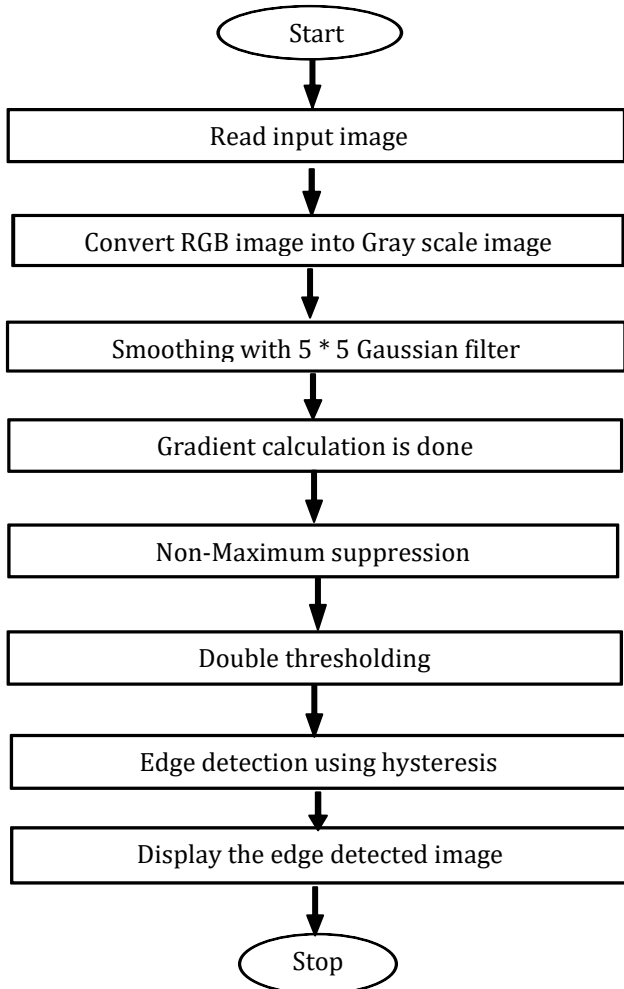 Start
Read input image
Convert RGB image into Gray scale image
Smoothing with 5 * 5 Gaussian filter
Gradient calculation is done
Non-Maximum suppression
Double thresholding
Edge detection using hysteresis
Display the edge detected image
Stop